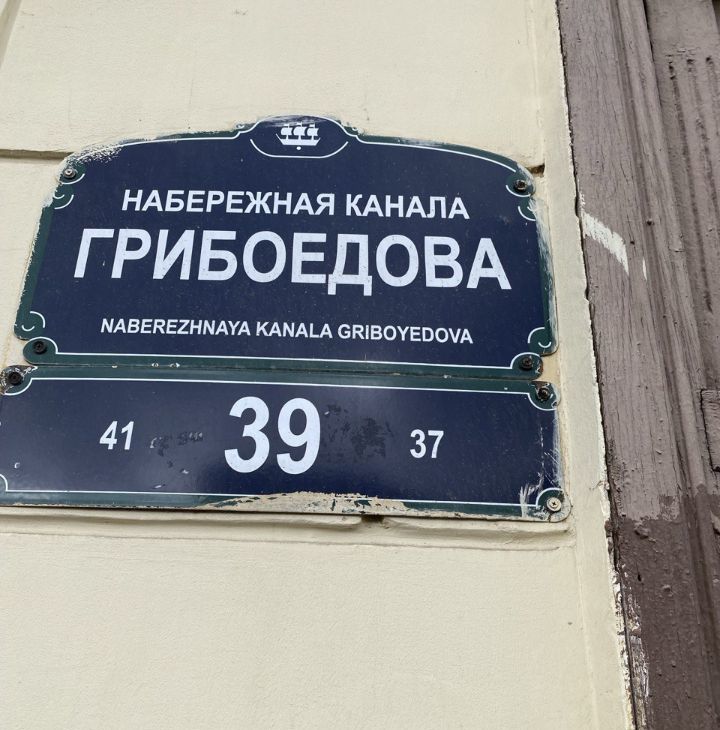 НАБЕРЕЖНАЯ КАНАЛА
ГРИБОЕДОВА
NABEREZHNAYA KANALA GRIBOYEDOVA
41 39 37